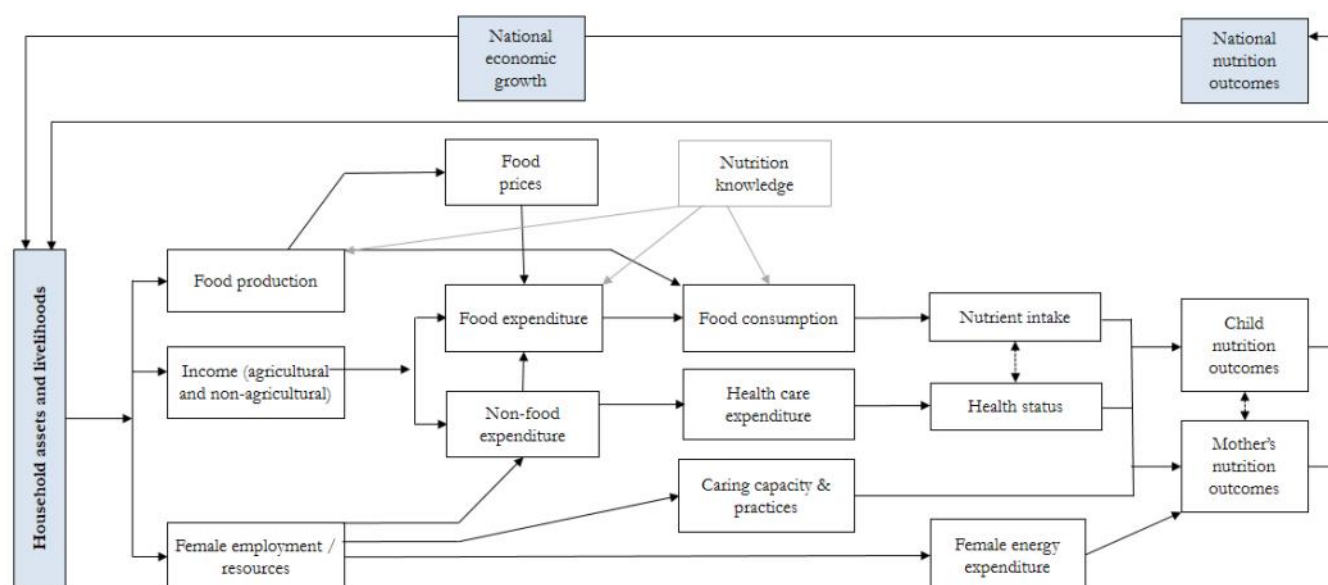 National
economic
growth
National
nutrition
outcomes
Food
prices
Nutrition
knowledge
Household assets and livelihoods
Food production
Food expenditure
Food consumption
Nutrient intake
Child
nutrition
outcomes
Income (agricultural
and non-agricultural)
Non-food
expenditure
Health care
expenditure
Health status
Mother's
nutrition
outcomes
Caring capacity &
practices
Female employment /
resources
Female energy
expenditure